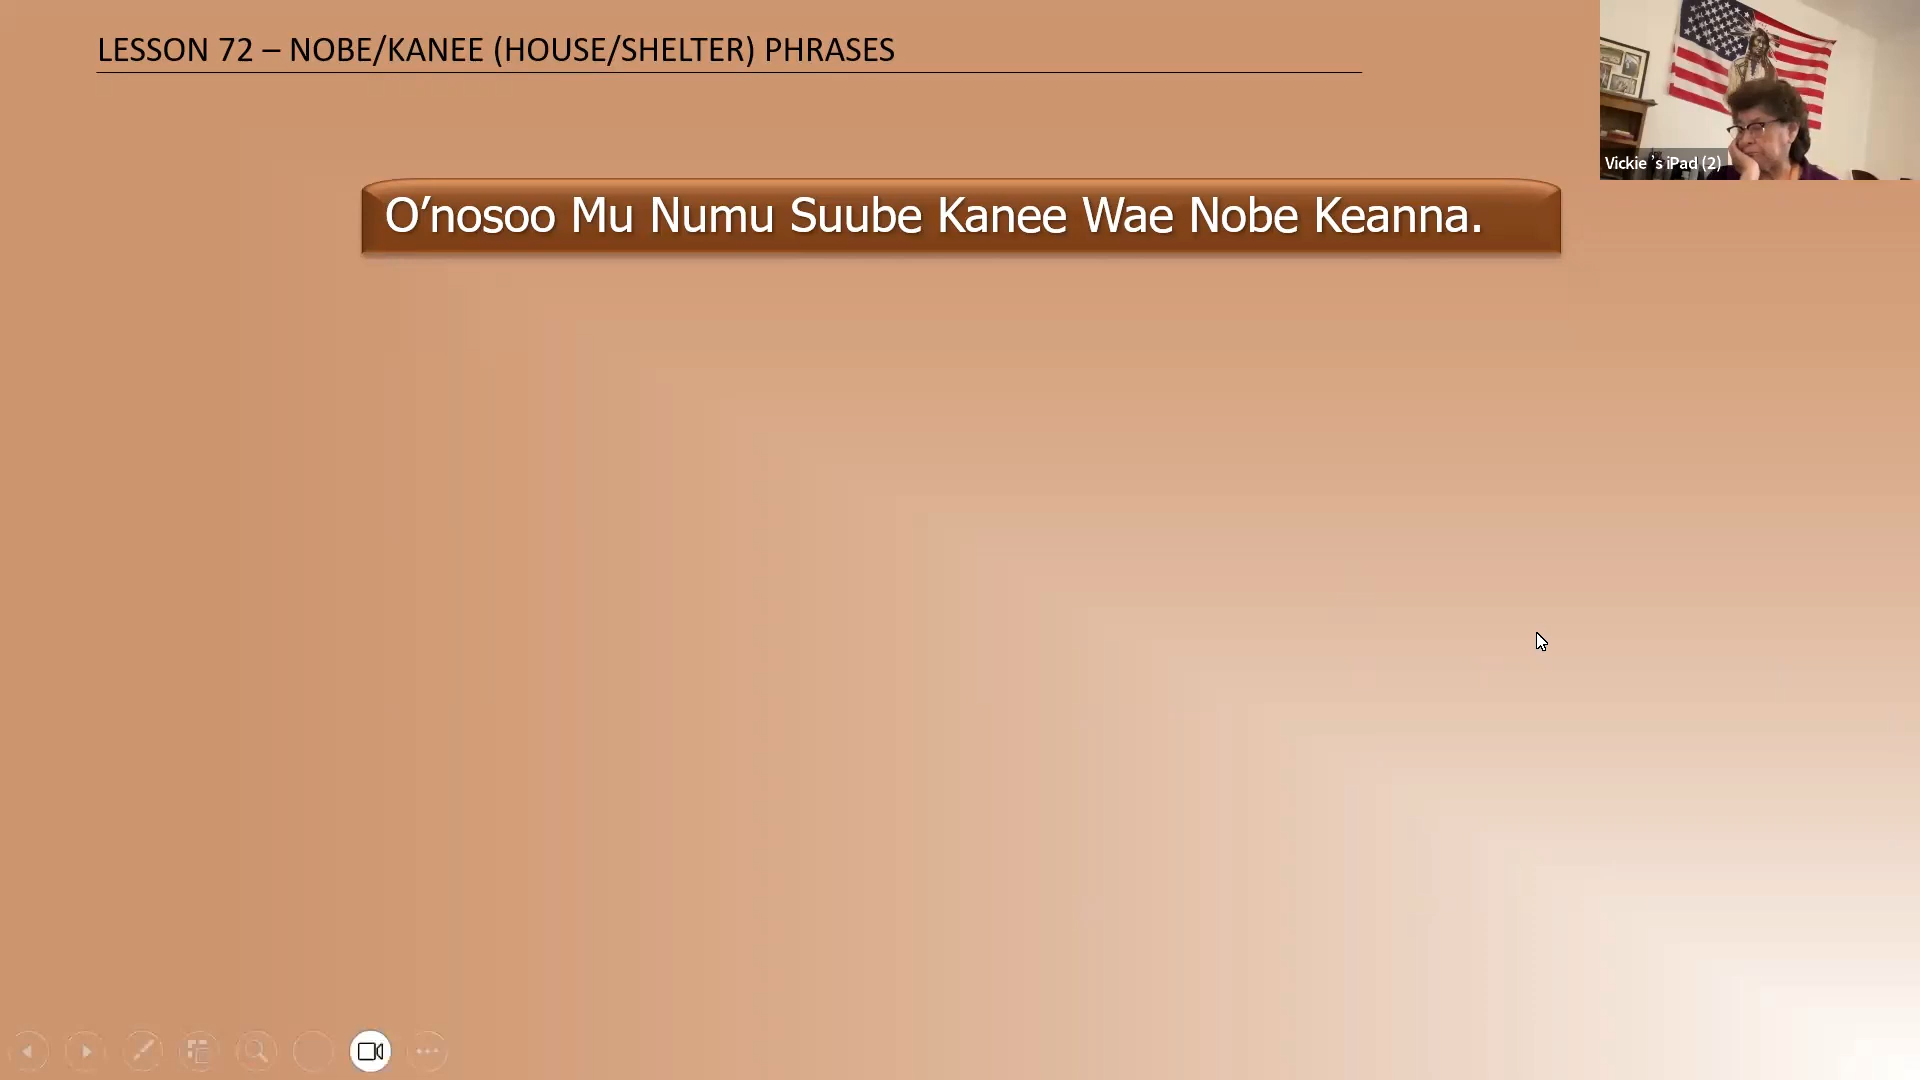 LESSON 72 – NOBE/KANEE (HOUSE/SHELTER) PHRASES
O’nosoo Mu Numu Suube Kanee Wae Nobe Keanna.
Vickie ’s iPad (2)